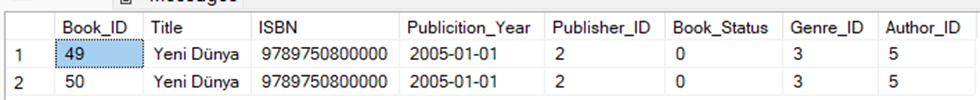 Book_ID Title ISBN Publicition_Year Publisher_ID Book_Status Genre_ID Author_ID
1 49 Yeni Dünya 9789750800000 2005-01-01 2 0 3 5
2 50 Yeni Dünya 9789750800000 2005-01-01 2 0 3 5